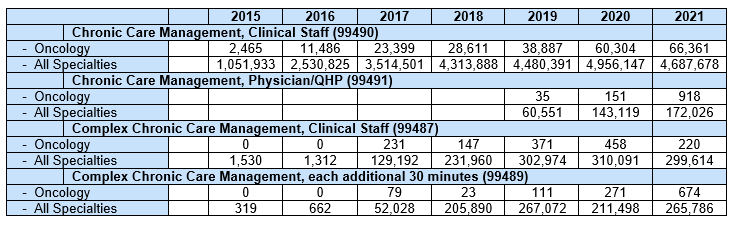 2015 2016 2017 2018 2019 2020 2021
Chronic Care Management, Clinical Staff (99490)
- Oncology 2,465 11,486 23,399 28,611 38,887 60,304 66,361
- All Specialties 1,051,933 2,530,825 3,514,501 4,313,888 4,480,391 4,956,147 4,687,678
Chronic Care Management, Physician/QHP (99491)
- Oncology 35 151 918
- All Specialties 60,551 143,119 172,026
Complex Chronic Care Management, Clinical Staff (99487)
- Oncology 0 0 231 147 371 458 220
- All Specialties 1,530 1,312 129,192 231,960 302,974 310,091 299,614
Complex Chronic Care Management, each additional 30 minutes (99489)
- Oncology 0 0 79 23 111 271 674
- All Specialties 319 662 52,028 205,890 267,072 211,498 265,786